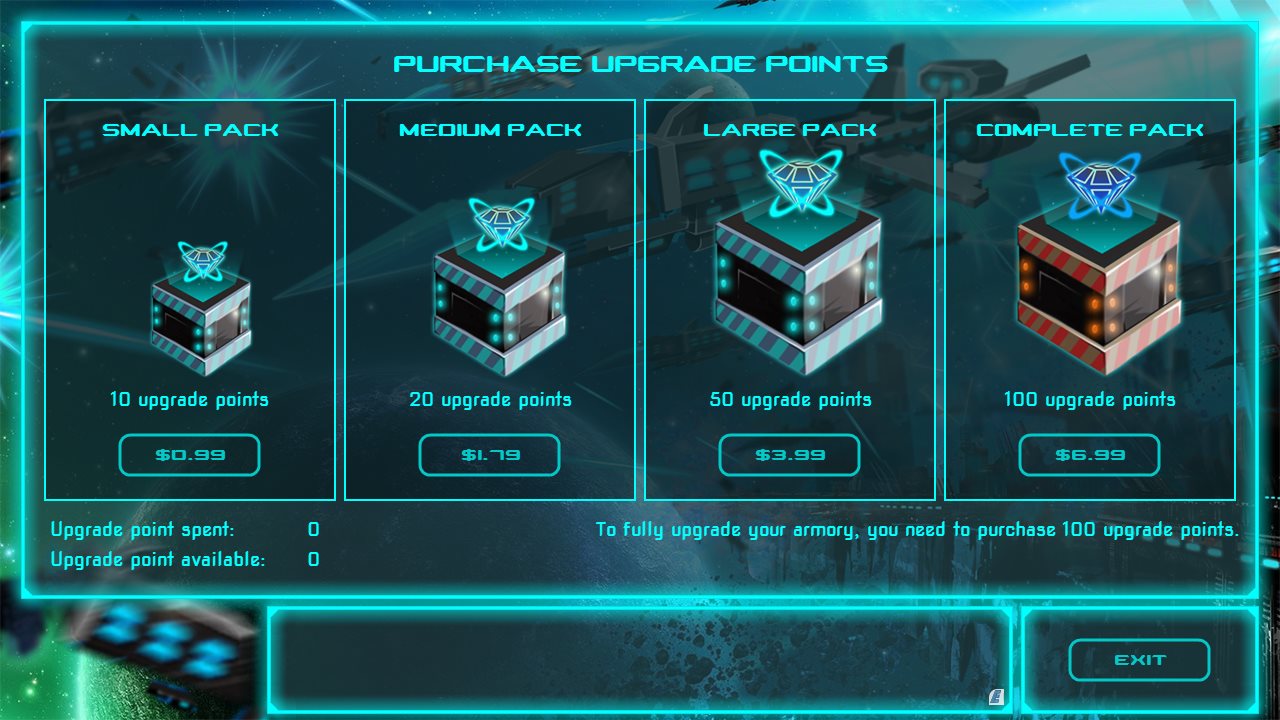 PURCHASE UPGRADE POINTS
SMALL PACK
10 upgrade points
$0.99
MEDIUM PACK
20 upgrade points
$1.79
LARGE PACK
50 upgrade points
$3.99
COMPLETE PACK
100 upgrade points
$6.99
Upgrade point spent: 0
Upgrade point available: 0
To fully upgrade your armory, you need to purchase 100 upgrade points.
EXIT